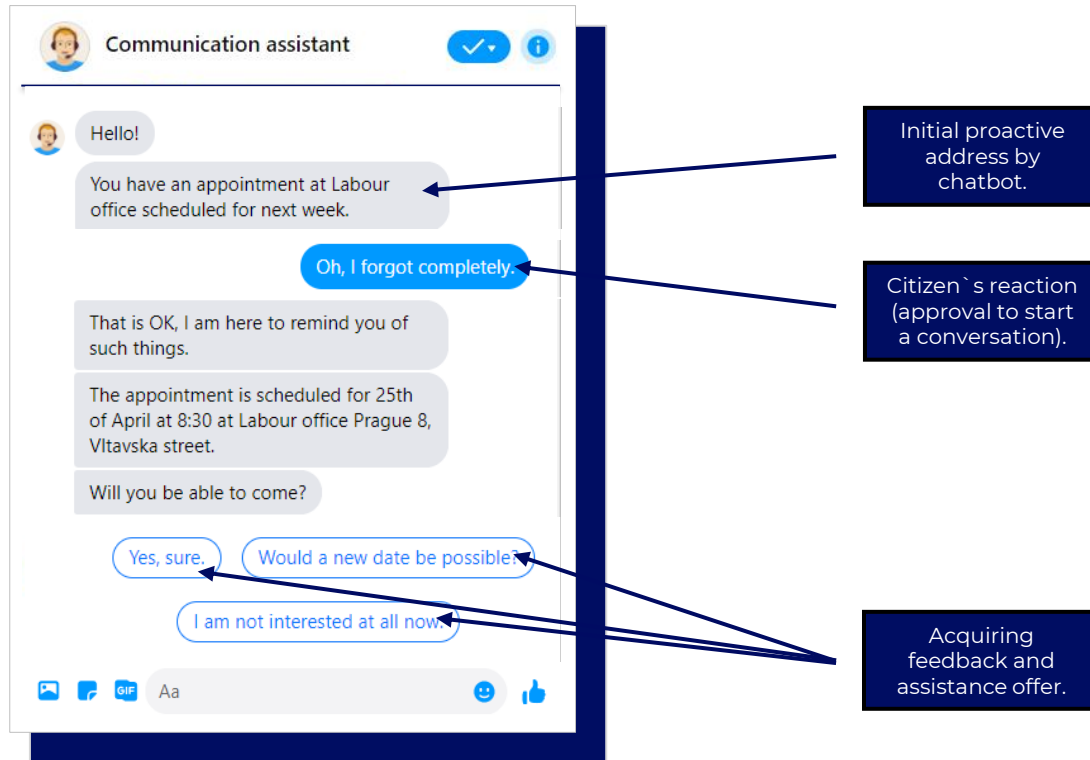 Communication assistant
Hello!
You have an appointment at Labour
office scheduled for next week.
Oh, I forgot completely.
That is OK, I am here to remind you of
such things.
The appointment is scheduled for 25th
of April at 8:30 at Labour office Prague 8,
Vltavska street.
Will you be able to come?
Yes, sure.
Would a new date be possible?
I am not interested at all now.
GIF
Aa
Initial proactive
address by
chatbot.
Citizen`s reaction
(approval to start
a conversation).
Acquiring
feedback and
assistance offer.